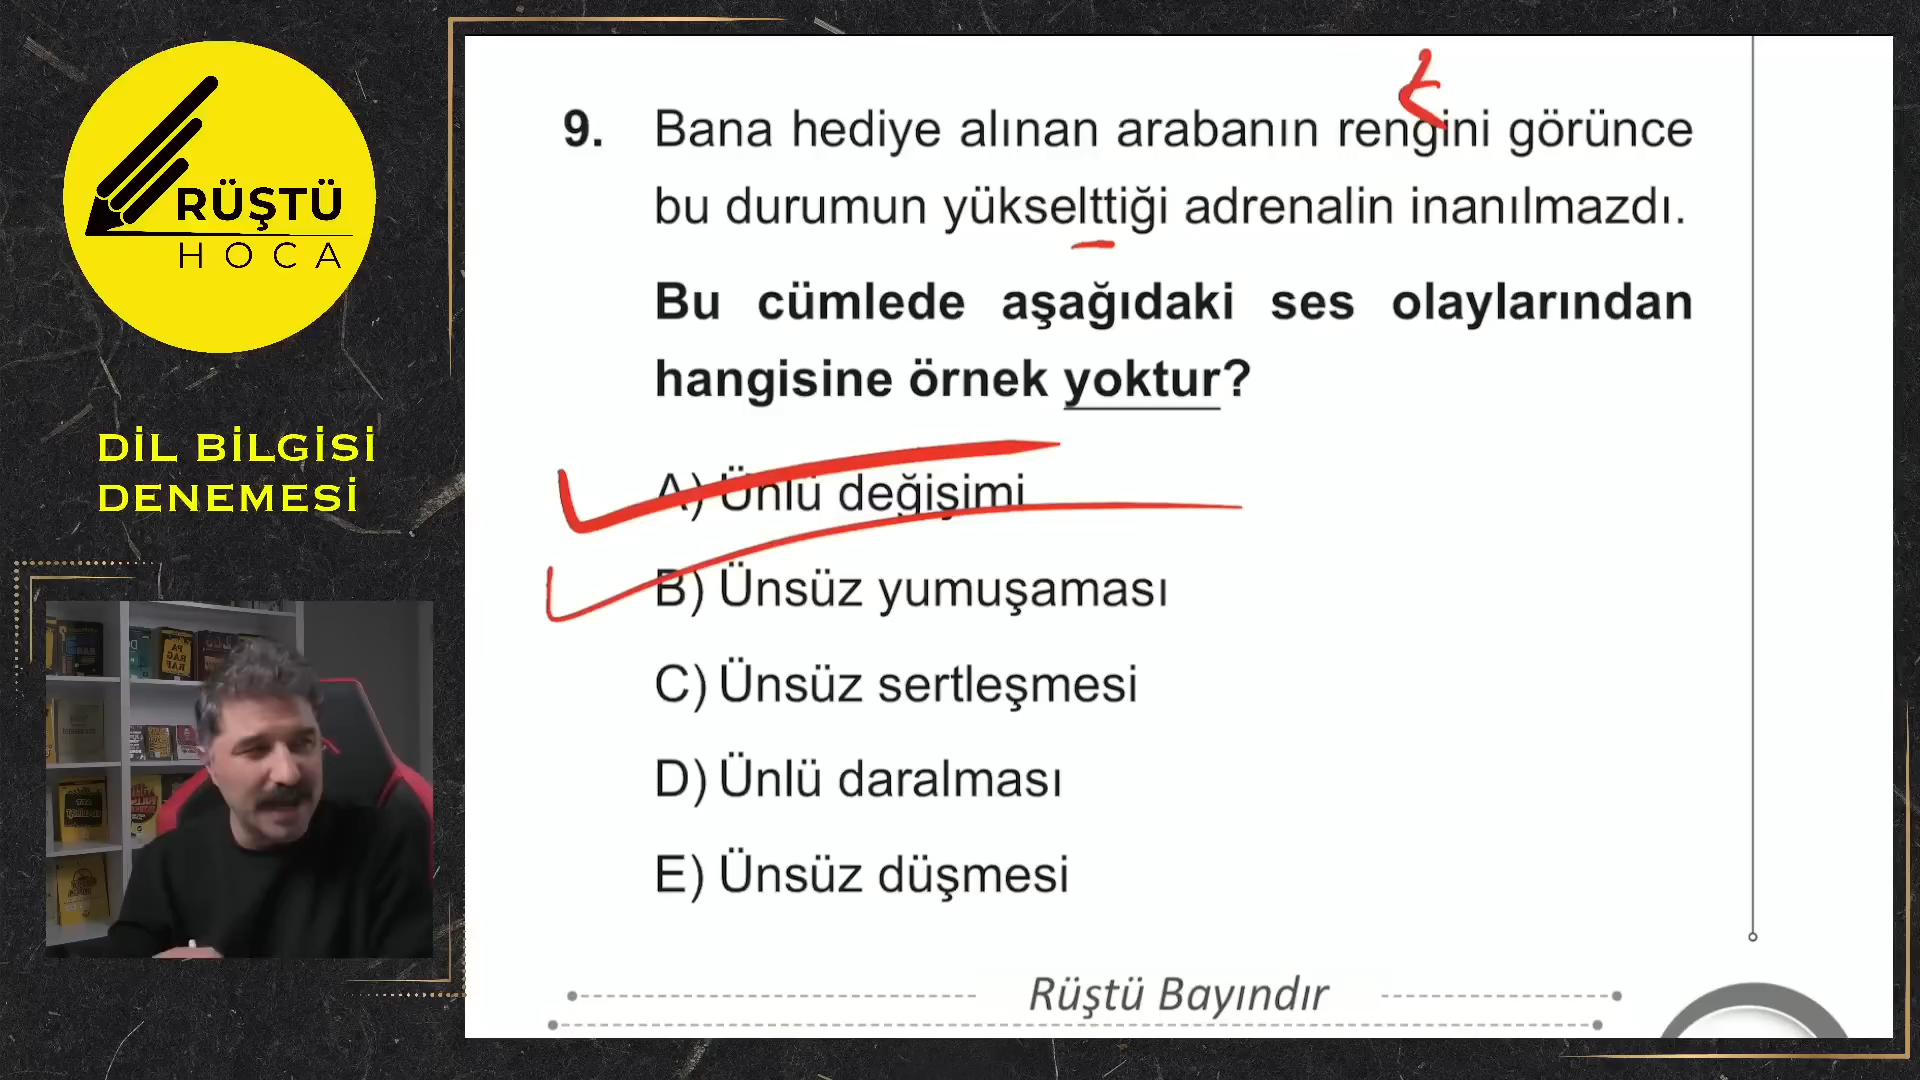 RÜŞTÜ
HOCA
DİL BİLGİSİ
DENEMESİ
9. Bana hediye alınan arabanın rengini görünce
bu durumun yükselttiği adrenalin inanılmazdı.
Bu cümlede aşağıdaki ses olaylarından
hangisine örnek yoktur?
A) Ünlü değişimi
B) Ünsüz yumuşaması
C) Ünsüz sertleşmesi
D) Ünlü daralması
E) Ünsüz düşmesi
Rüştü Bayındır